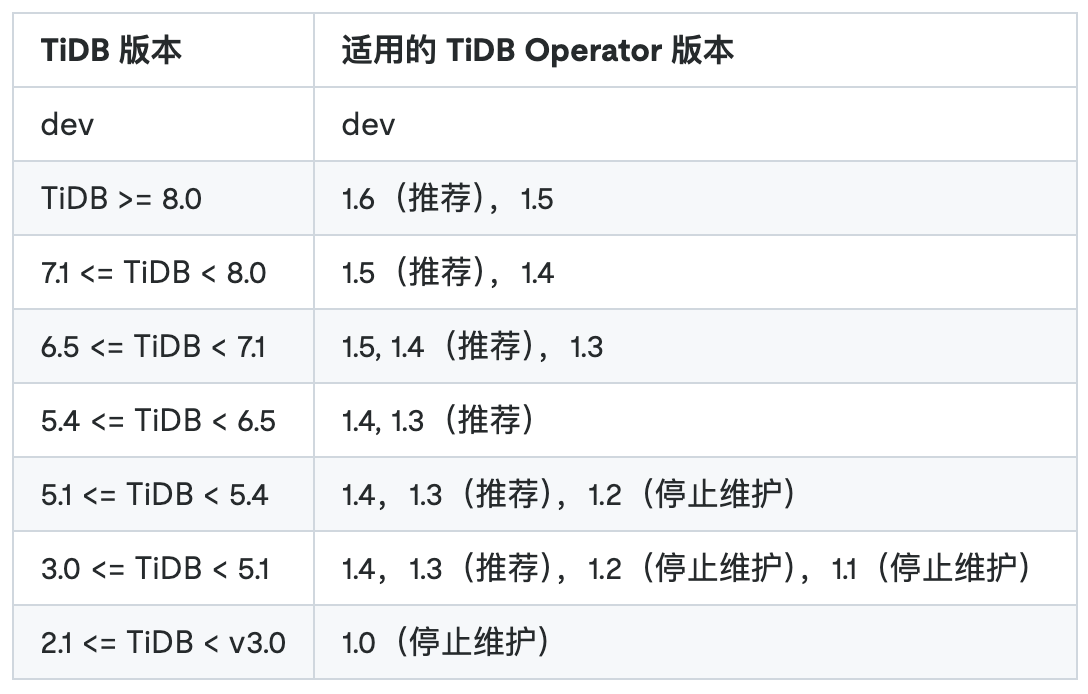 TiDB 版本 适用的 TiDB Operator 版本
dev dev
TiDB >= 8.0 1.6（推荐），1.5
7.1 <= TiDB < 8.0 1.5（推荐），1.4
6.5 <= TiDB < 7.1 1.5, 1.4（推荐），1.3
5.4 <= TiDB < 6.5 1.4, 1.3（推荐）
5.1 <= TiDB < 5.4 1.4，1.3（推荐），1.2（停止维护）
3.0 <= TiDB < 5.1 1.4，1.3（推荐），1.2（停止维护），1.1（停止维护）
2.1 <= TiDB < v3.0 1.0（停止维护）